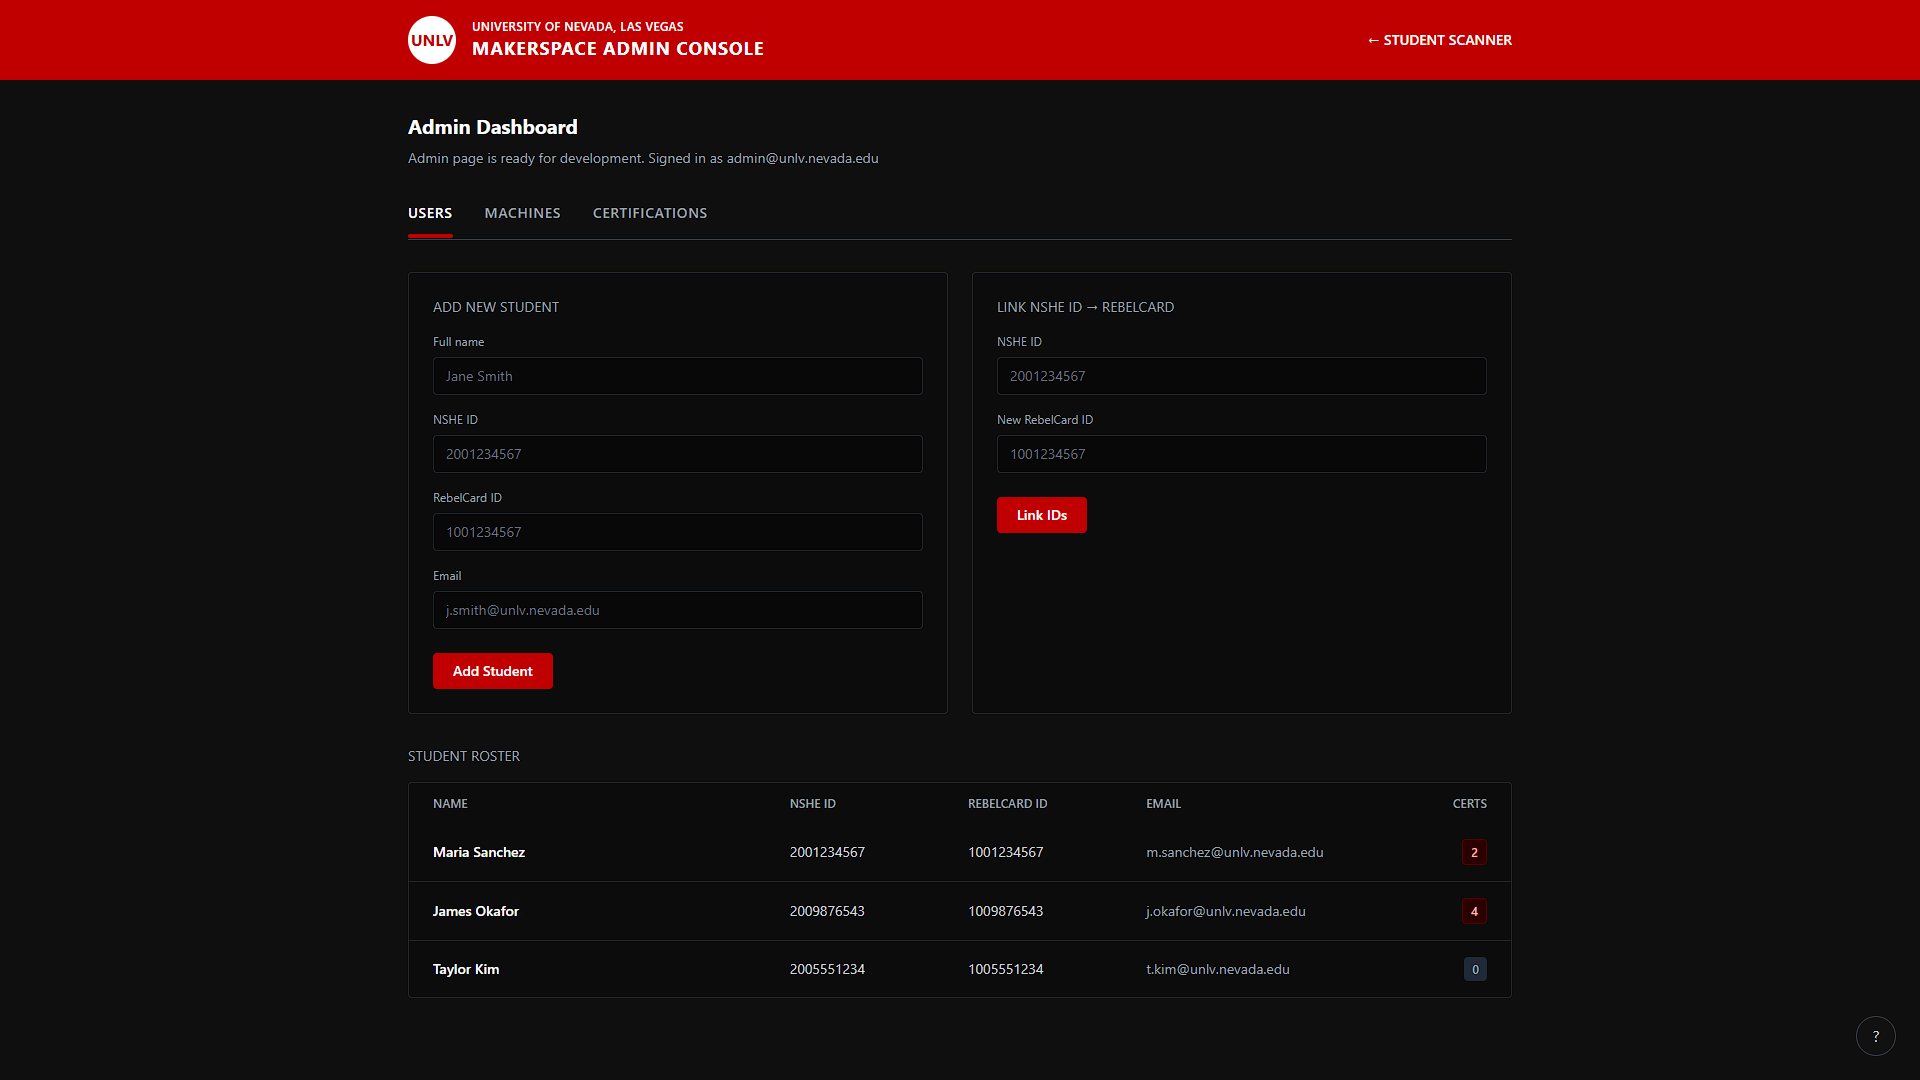 UNLV
UNIVERSITY OF NEVADA, LAS VEGAS
MAKERSPACE ADMIN CONSOLE
← STUDENT SCANNER
Admin Dashboard
Admin page is ready for development. Signed in as admin@unlv.nevada.edu
USERS MACHINES CERTIFICATIONS
ADD NEW STUDENT
Full name
Jane Smith
NSHE ID
2001234567
RebelCard ID
1001234567
Email
j.smith@unlv.nevada.edu
Add Student
LINK NSHE ID → REBELCARD
NSHE ID
2001234567
New RebelCard ID
1001234567
Link IDs
STUDENT ROSTER
NAME NSHE ID REBELCARD ID EMAIL CERTS
Maria Sanchez 2001234567 1001234567 m.sanchez@unlv.nevada.edu 2
James Okafor 2009876543 1009876543 j.okafor@unlv.nevada.edu 4
Taylor Kim 2005551234 1005551234 t.kim@unlv.nevada.edu 0
?